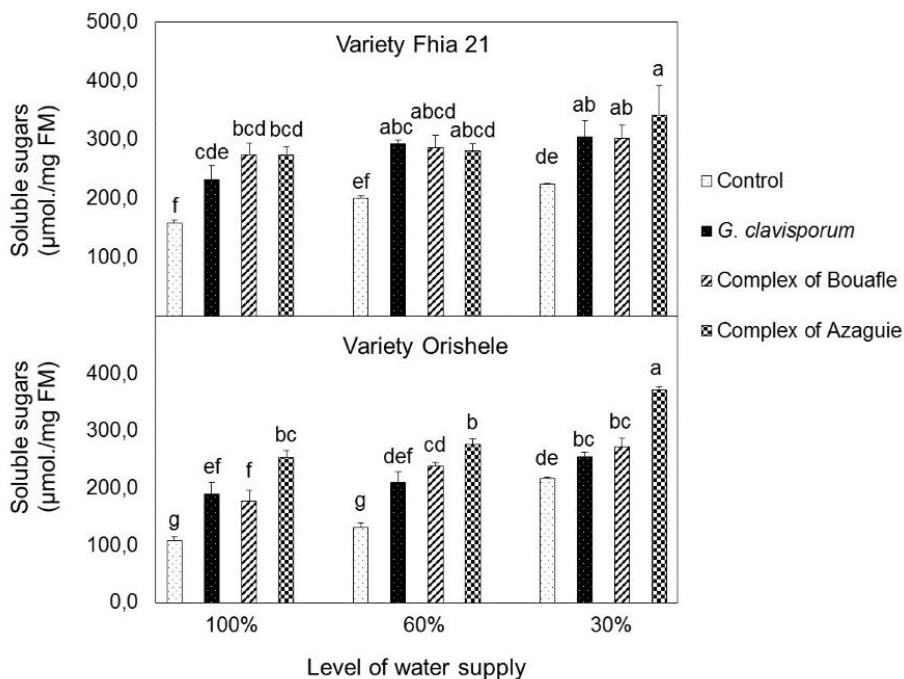 500,0
Variety Fhia 21
400,0
300,0
200,0
100,0
Soluble sugars
(µmol./mg FM)
f
cde
bcd
bcd
ef
abc
abcd
abcd
de
ab
ab
a
Control
G. clavisporum
Complex of Bouafle
Complex of Azaguie
Variety Orishele
400,0
300,0
200,0
100,0
0,0
Soluble sugars
(µmol./mg FM)
g
ef
f
bc
g
def
cd
b
de
bc
bc
a
100%
60%
30%
Level of water supply